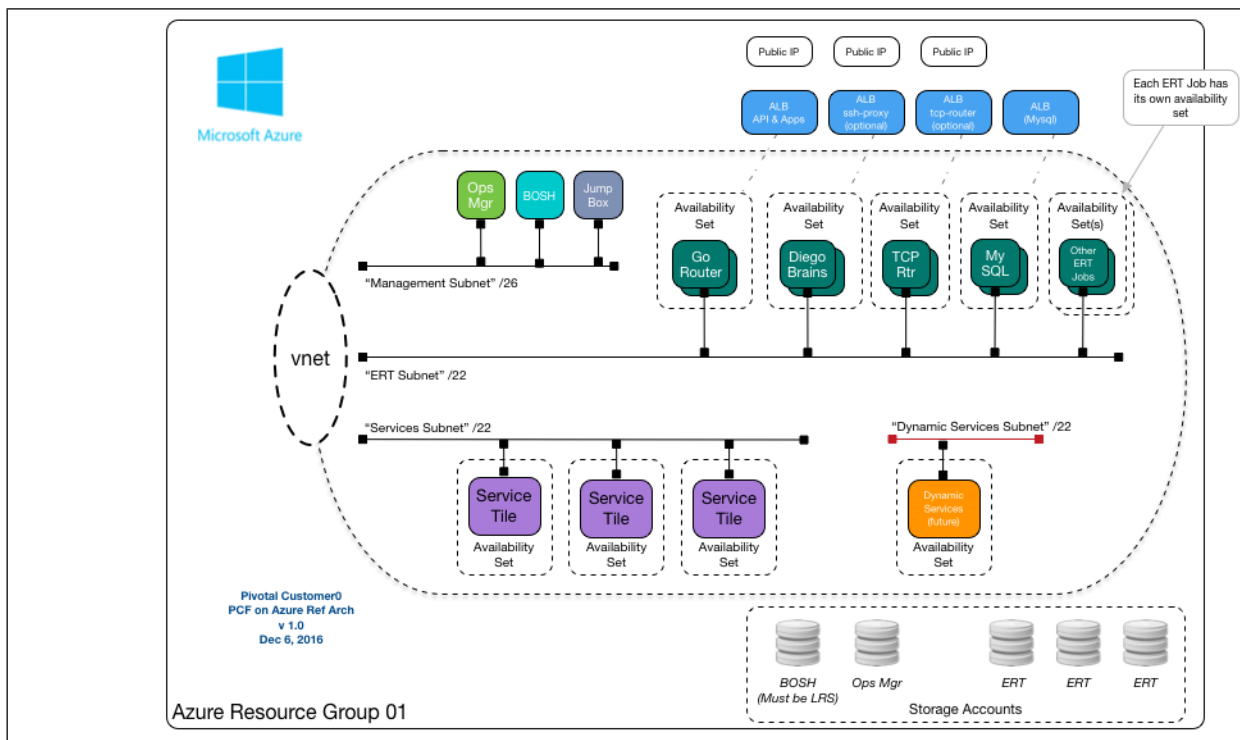 Microsoft Azure
Public IP
Public IP
Public IP
ALB
API & Apps
ALB
ssh-proxy
(optional)
ALB
tcp-router
(optional)
ALB
(Mysql)
Each ERT Job has
its own availability
set
Ops
Mgr
BOSH
Jump
Box
Availability
Set
Go
Router
Availability
Set
Diego
Brains
Availability
Set
TCP
Rtr
Availability
Set
My
SQL
Availability
Set(s)
Other
ERT
Jobs
“Management Subnet” /26
vnet
“ERT Subnet” /22
“Services Subnet” /22
“Dynamic Services Subnet” /22
Service
Tile
Availability
Set
Service
Tile
Availability
Set
Service
Tile
Availability
Set
Dynamic
Services
(future)
Availability
Set
Pivotal Customer0
PCF on Azure Ref Arch
v 1.0
Dec 6, 2016
BOSH
(Must be LRS)
Ops Mgr
ERT
ERT
ERT
Storage Accounts
Azure Resource Group 01